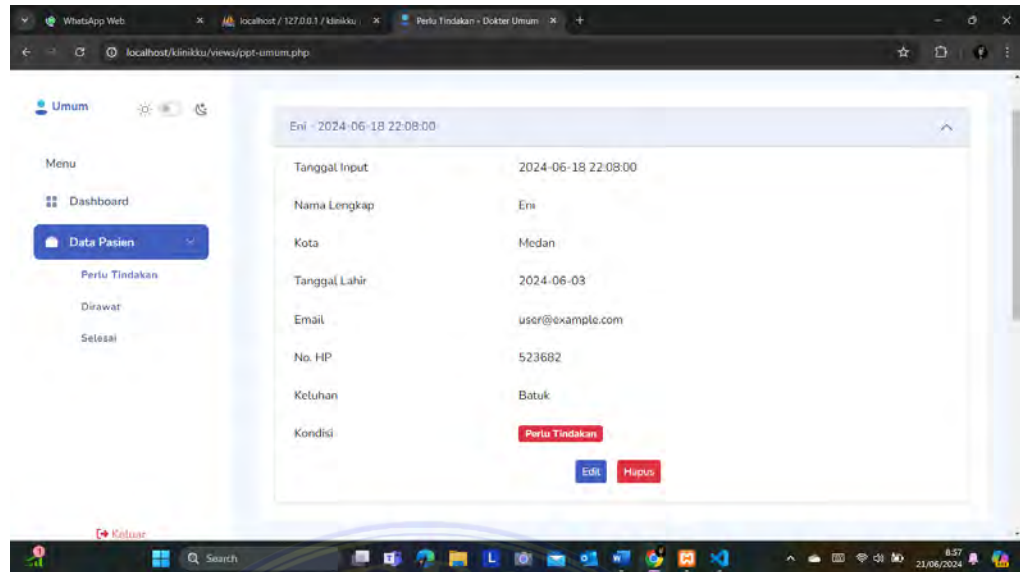 WhatsApp Web
localhost / 127.0.0.1 / klinikku
Perlu Tindakan - Dokter Umum
localhost/klinikku/views/ppt-umum.php
Umum
Eni - 2024-06-18 22:08:00
Menu
Tanggal Input 2024-06-18 22:08:00
Dashboard
Nama Lengkap Eni
Data Pasien
Kota Medan
Perlu Tindakan
Tanggal Lahir 2024-06-03
Dirawat
Email user@example.com
Selesai
No. HP 523682
Keluhan Batuk
Kondisi Perlu Tindakan
Edit Hapus
Keluar
Search
8:57
21/06/2024